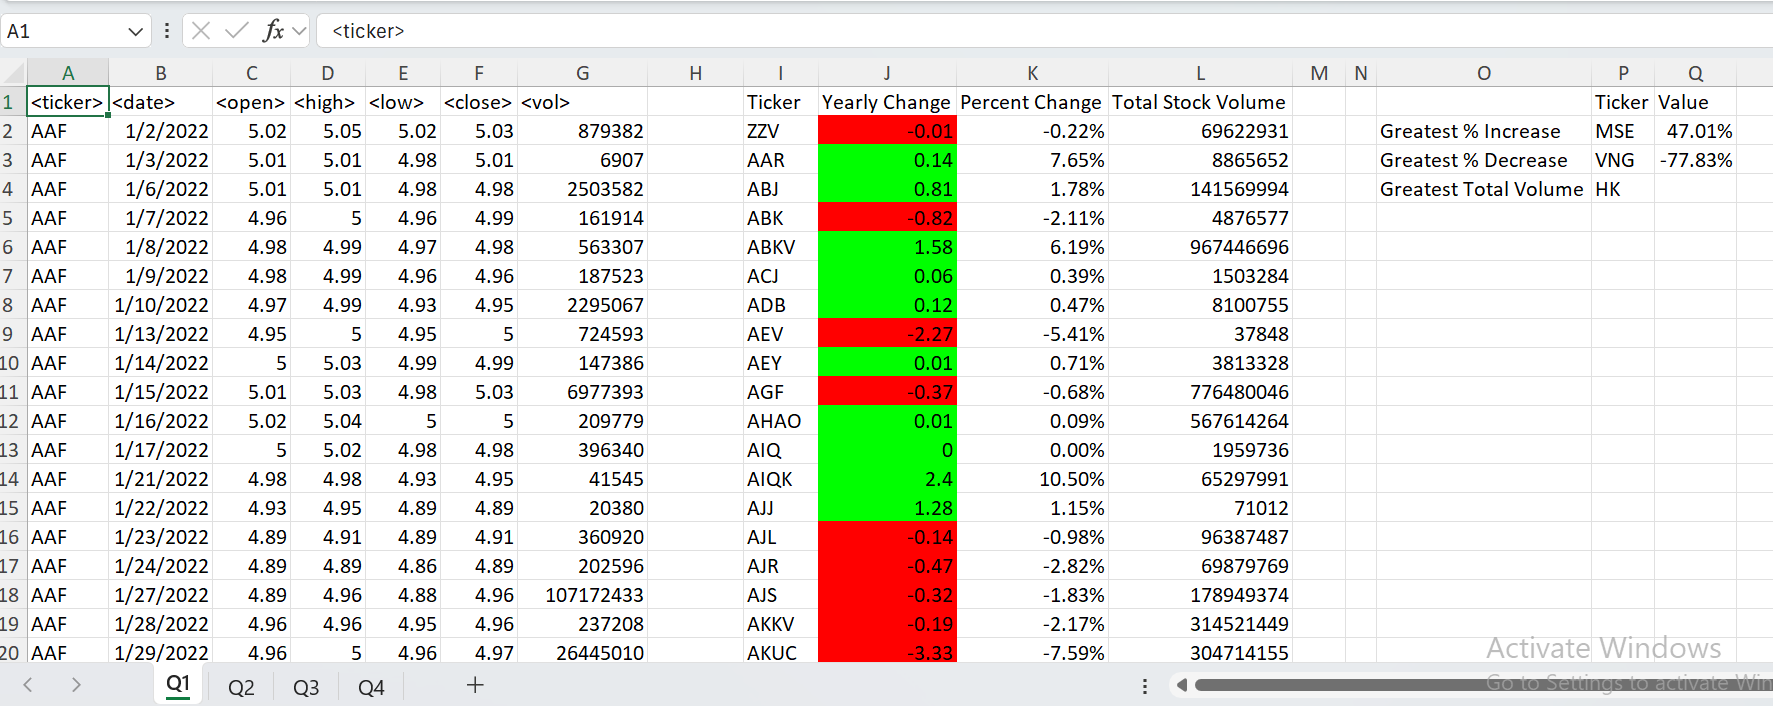 A1 fx <ticker>
A B C D E F G H I J K L M N O P Q
1 <ticker> <date> <open> <high> <low> <close> <vol> Ticker Yearly Change Percent Change Total Stock Volume Ticker Value
2 AAF 1/2/2022 5.02 5.05 5.02 5.03 879382 ZZV -0.01 -0.22% 69622931 Greatest % Increase MSE 47.01%
3 AAF 1/3/2022 5.01 5.01 4.98 5.01 6907 AAR 0.14 7.65% 8865652 Greatest % Decrease VNG -77.83%
4 AAF 1/6/2022 5.01 5.01 4.98 4.98 2503582 ABJ 0.81 1.78% 141569994 Greatest Total Volume HK
5 AAF 1/7/2022 4.96 5 4.96 4.99 161914 ABK -0.82 -2.11% 4876577
6 AAF 1/8/2022 4.98 4.99 4.97 4.98 563307 ABKV 1.58 6.19% 967446696
7 AAF 1/9/2022 4.98 4.99 4.96 4.96 187523 ACJ 0.06 0.39% 1503284
8 AAF 1/10/2022 4.97 4.99 4.93 4.95 2295067 ADB 0.12 0.47% 8100755
9 AAF 1/13/2022 4.95 5 4.95 5 724593 AEV -2.27 -5.41% 37848
10 AAF 1/14/2022 5 5.03 4.99 4.99 147386 AEY 0.01 0.71% 3813328
11 AAF 1/15/2022 5.01 5.03 4.98 5.03 6977393 AGF -0.37 -0.68% 776480046
12 AAF 1/16/2022 5.02 5.04 5 5 209779 AHAO 0.01 0.09% 567614264
13 AAF 1/17/2022 5 5.02 4.98 4.98 396340 AIQ 0 0.00% 1959736
14 AAF 1/21/2022 4.98 4.98 4.93 4.95 41545 AIQK 2.4 10.50% 65297991
15 AAF 1/22/2022 4.93 4.95 4.89 4.89 20380 AJJ 1.28 1.15% 71012
16 AAF 1/23/2022 4.89 4.91 4.89 4.91 360920 AJL -0.14 -0.98% 96387487
17 AAF 1/24/2022 4.89 4.89 4.86 4.89 202596 AJR -0.47 -2.82% 69879769
18 AAF 1/27/2022 4.89 4.96 4.88 4.96 107172433 AJS -0.32 -1.83% 178949374
19 AAF 1/28/2022 4.96 4.96 4.95 4.96 237208 AKKV -0.19 -2.17% 314521449
20 AAF 1/29/2022 4.96 5 4.96 4.97 26445010 AKUC -3.33 -7.59% 304714155
Activate Windows
Go to Settings to activate Win
Q1 Q2 Q3 Q4 +